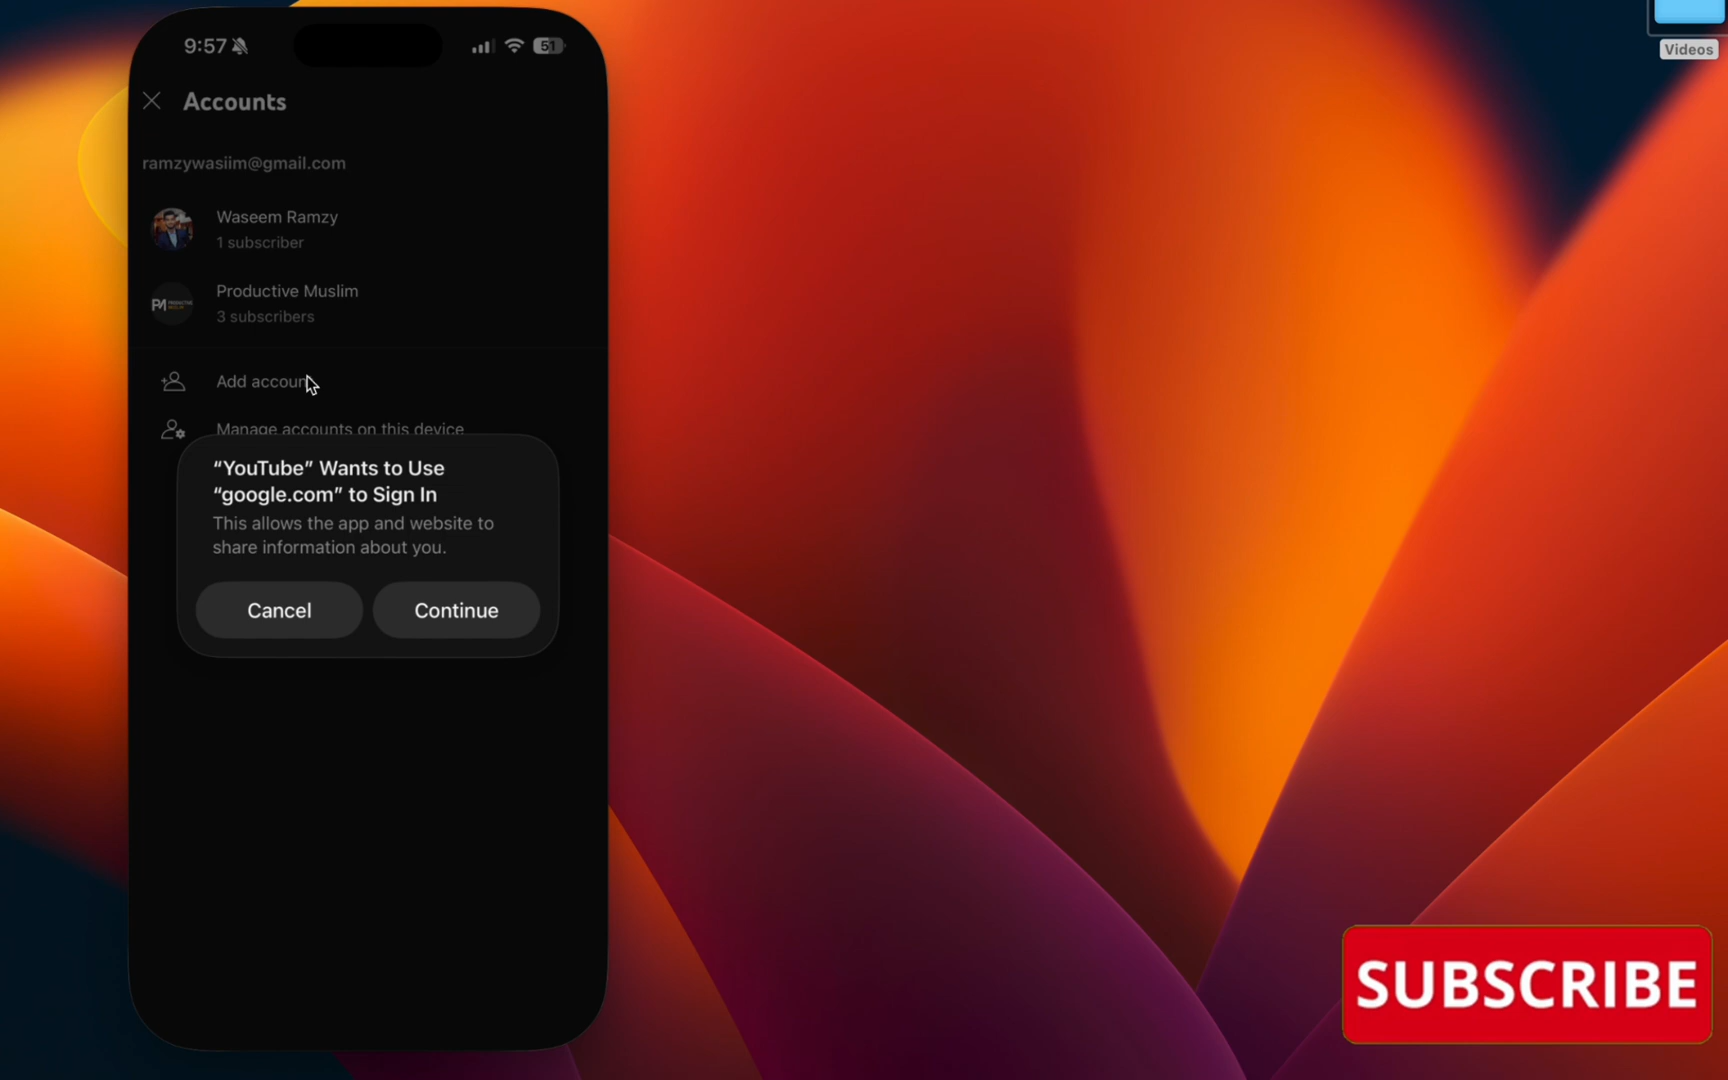 Videos
9:57
51
Accounts
ramzywasiim@gmail.com
Waseem Ramzy
1 subscriber
Productive Muslim
3 subscribers
PM PRODUCTIVE
Add account
Manage accounts on this device
“YouTube” Wants to Use
“google.com” to Sign In
This allows the app and website to
share information about you.
Cancel
Continue
SUBSCRIBE